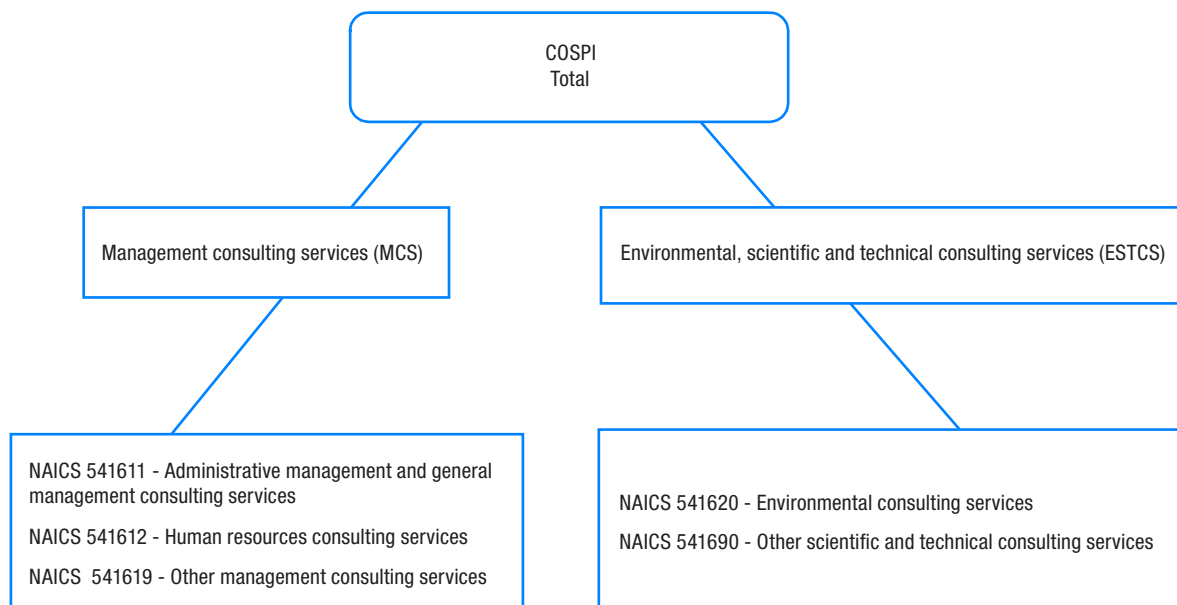 COSPI
Total
Management consulting services (MCS)
Environmental, scientific and technical consulting services (ESTCS)
NAICS 541611 - Administrative management and general
management consulting services
NAICS 541612 - Human resources consulting services
NAICS  541619 - Other management consulting services
NAICS 541620 - Environmental consulting services
NAICS 541690 - Other scientific and technical consulting services